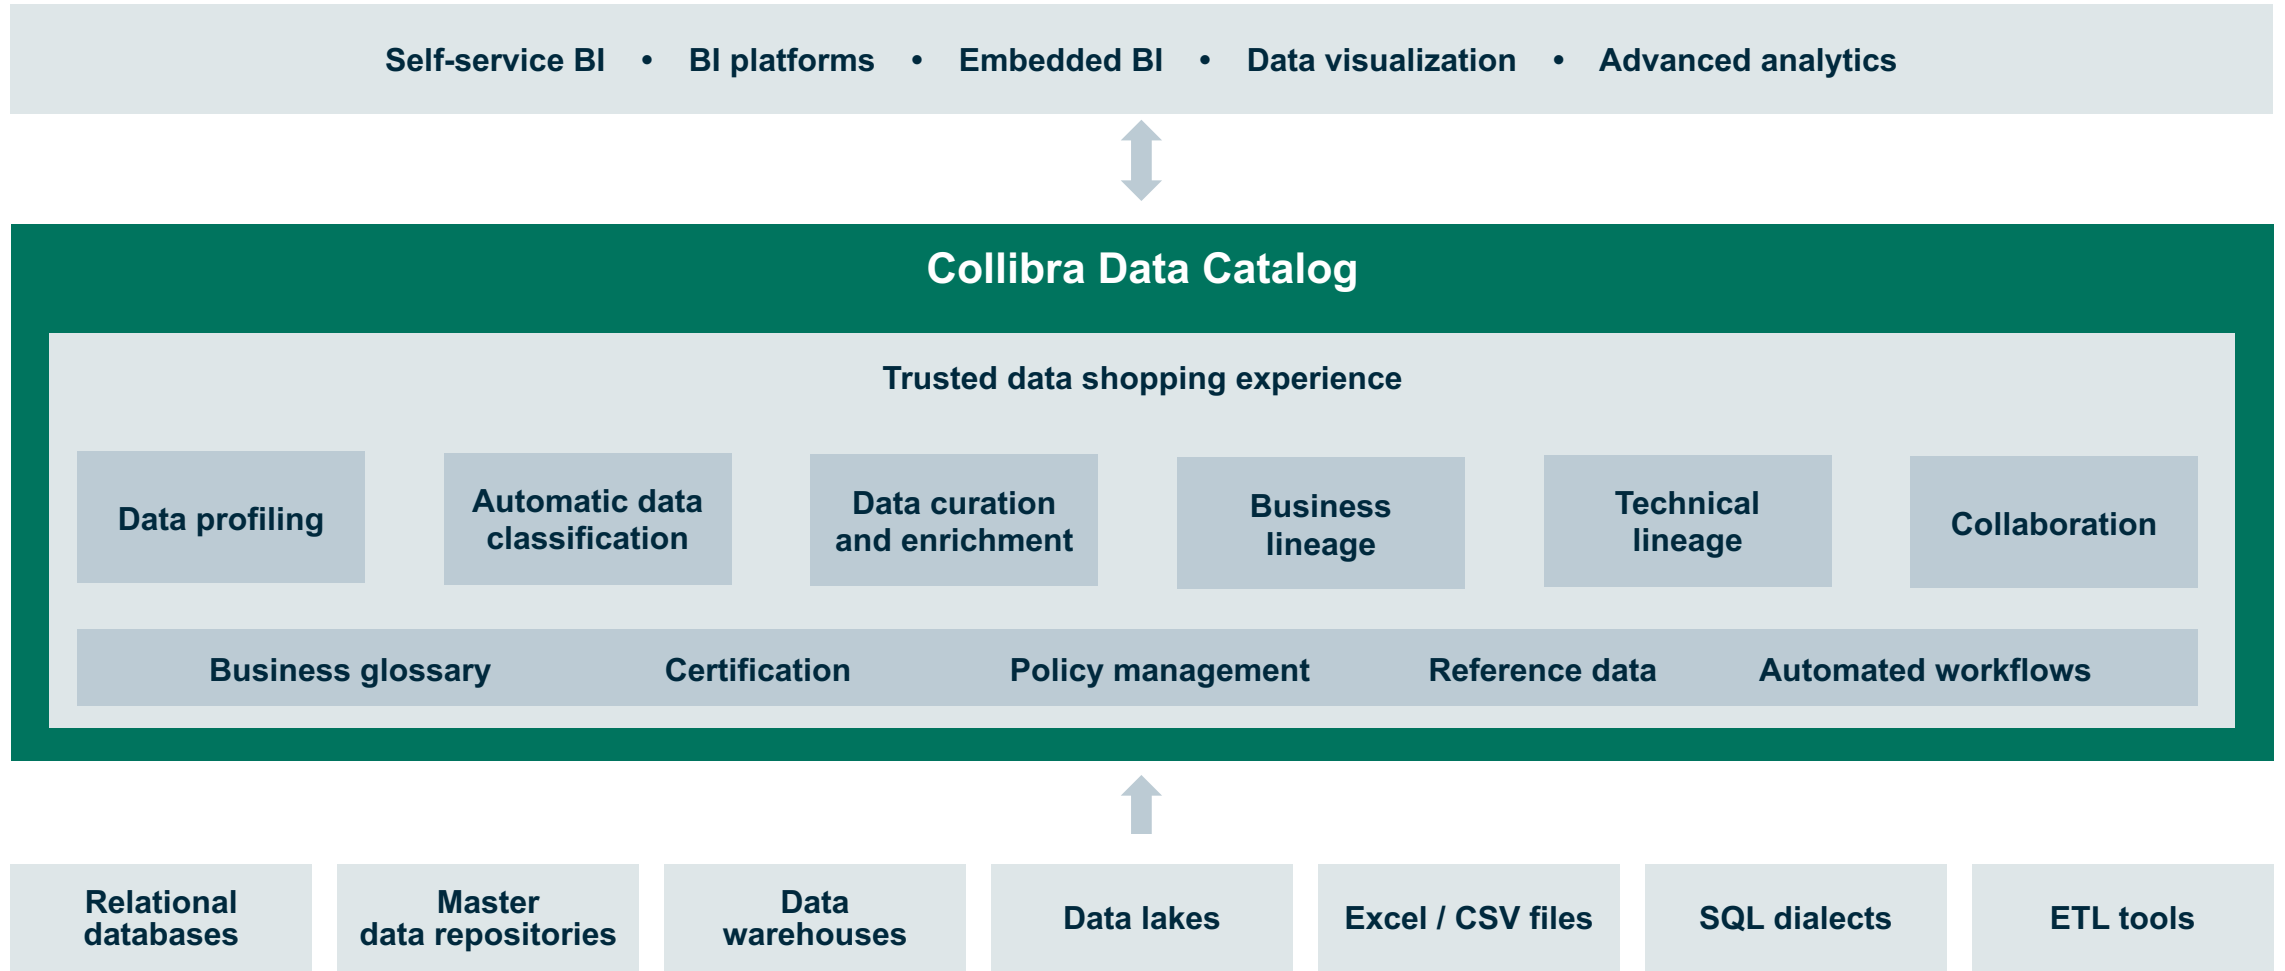 Self-service BI • BI platforms • Embedded BI • Data visualization • Advanced analytics
Collibra Data Catalog
Trusted data shopping experience
Data profiling
Automatic data
classification
Data curation
and enrichment
Business
lineage
Technical
lineage
Collaboration
Business glossary Certification Policy management Reference data Automated workflows
Relational
databases
Master
data repositories
Data
warehouses
Data lakes
Excel / CSV files
SQL dialects
ETL tools